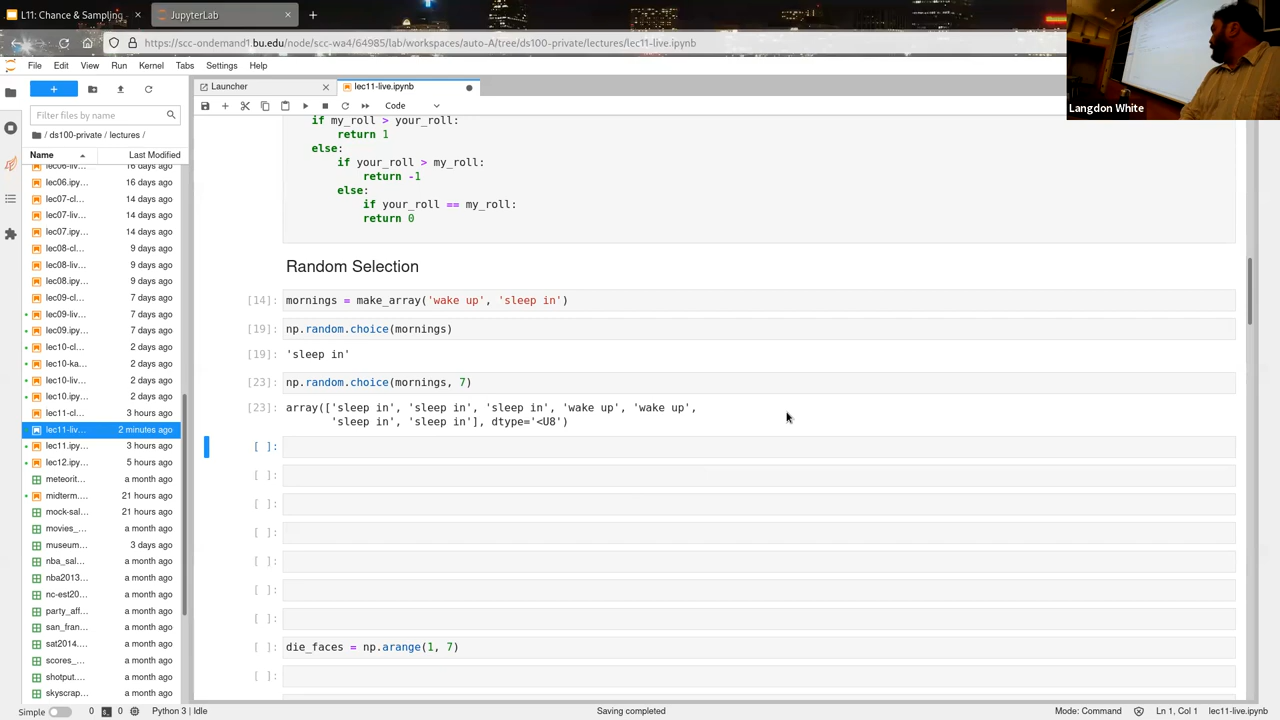 L11: Chance & Sampling
JupyterLab
https://scc-ondemand1.bu.edu/node/scc-wa4/64985/lab/workspaces/auto-A/tree/ds100-private/lectures/lec11-live.ipynb
Langdon White
File Edit View Run Kernel Tabs Settings Help
Launcher
lec11-live.ipynb
Code
Filter files by name
/ ds100-private / lectures /
Name Last Modified
lec06-liv... 16 days ago
lec06.ipy... 16 days ago
lec07-cl... 14 days ago
lec07-liv... 14 days ago
lec07.ipy... 14 days ago
lec08-cl... 9 days ago
lec08-liv... 9 days ago
lec08.ipy... 9 days ago
lec09-cl... 7 days ago
lec09-liv... 7 days ago
lec09.ipy... 7 days ago
lec10-cl... 2 days ago
lec10-ka... 2 days ago
lec10-liv... 2 days ago
lec10.ipy... 2 days ago
lec11-cl... 3 hours ago
lec11-liv... 2 minutes ago
lec11.ipy... 3 hours ago
lec12.ipy... 5 hours ago
meteorit... a month ago
midterm.... 21 hours ago
mock-sal... 21 hours ago
movies_... a month ago
museum... 3 days ago
nba_sal... a month ago
nba2013... a month ago
nc-est20... a month ago
party_aff... a month ago
san_fran... a month ago
sat2014.... a month ago
scores_... a month ago
shotput.... a month ago
skyscrap... a month ago
if my_roll > your_roll:
return 1
else:
if your_roll > my_roll:
return -1
else:
if your_roll == my_roll:
return 0
Random Selection
[14]: mornings = make_array('wake up', 'sleep in')
[19]: np.random.choice(mornings)
[19]: 'sleep in'
[23]: np.random.choice(mornings, 7)
[23]: array(['sleep in', 'sleep in', 'sleep in', 'wake up', 'wake up',
'sleep in', 'sleep in'], dtype='<U8')
[ ]:
[ ]:
[ ]:
[ ]:
[ ]:
[ ]:
[ ]:
[ ]: die_faces = np.arange(1, 7)
[ ]:
Simple 0 0 Python 3 | Idle Saving completed Mode: Command Ln 1, Col 1 lec11-live.ipynb